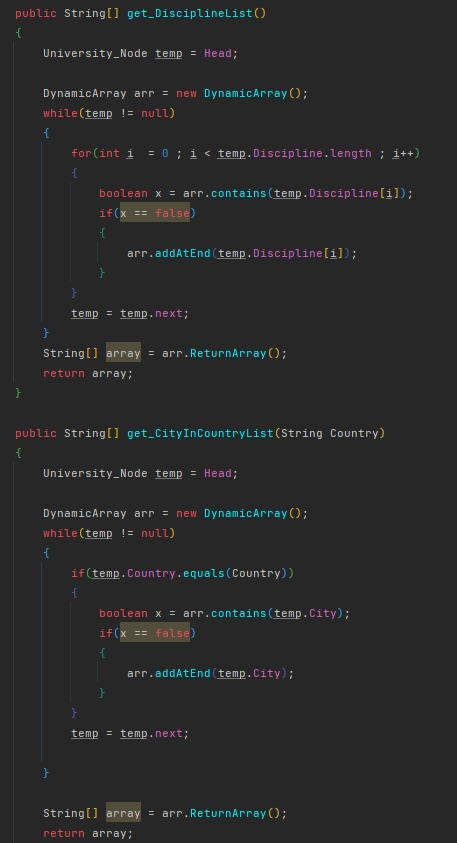 public String[] get_DisciplineList()
{
University_Node temp = Head;
DynamicArray arr = new DynamicArray();
while(temp != null)
{
for(int i  = 0 ; i < temp.Discipline.length ; i++)
{
boolean x = arr.contains(temp.Discipline[i]);
if(x == false)
{
arr.addAtEnd(temp.Discipline[i]);
}
}
temp = temp.next;
}
String[] array = arr.ReturnArray();
return array;
}
public String[] get_CityInCountryList(String Country)
{
University_Node temp = Head;
DynamicArray arr = new DynamicArray();
while(temp != null)
{
if(temp.Country.equals(Country))
{
boolean x = arr.contains(temp.City);
if(x == false)
{
arr.addAtEnd(temp.City);
}
}
temp = temp.next;
}
String[] array = arr.ReturnArray();
return array;